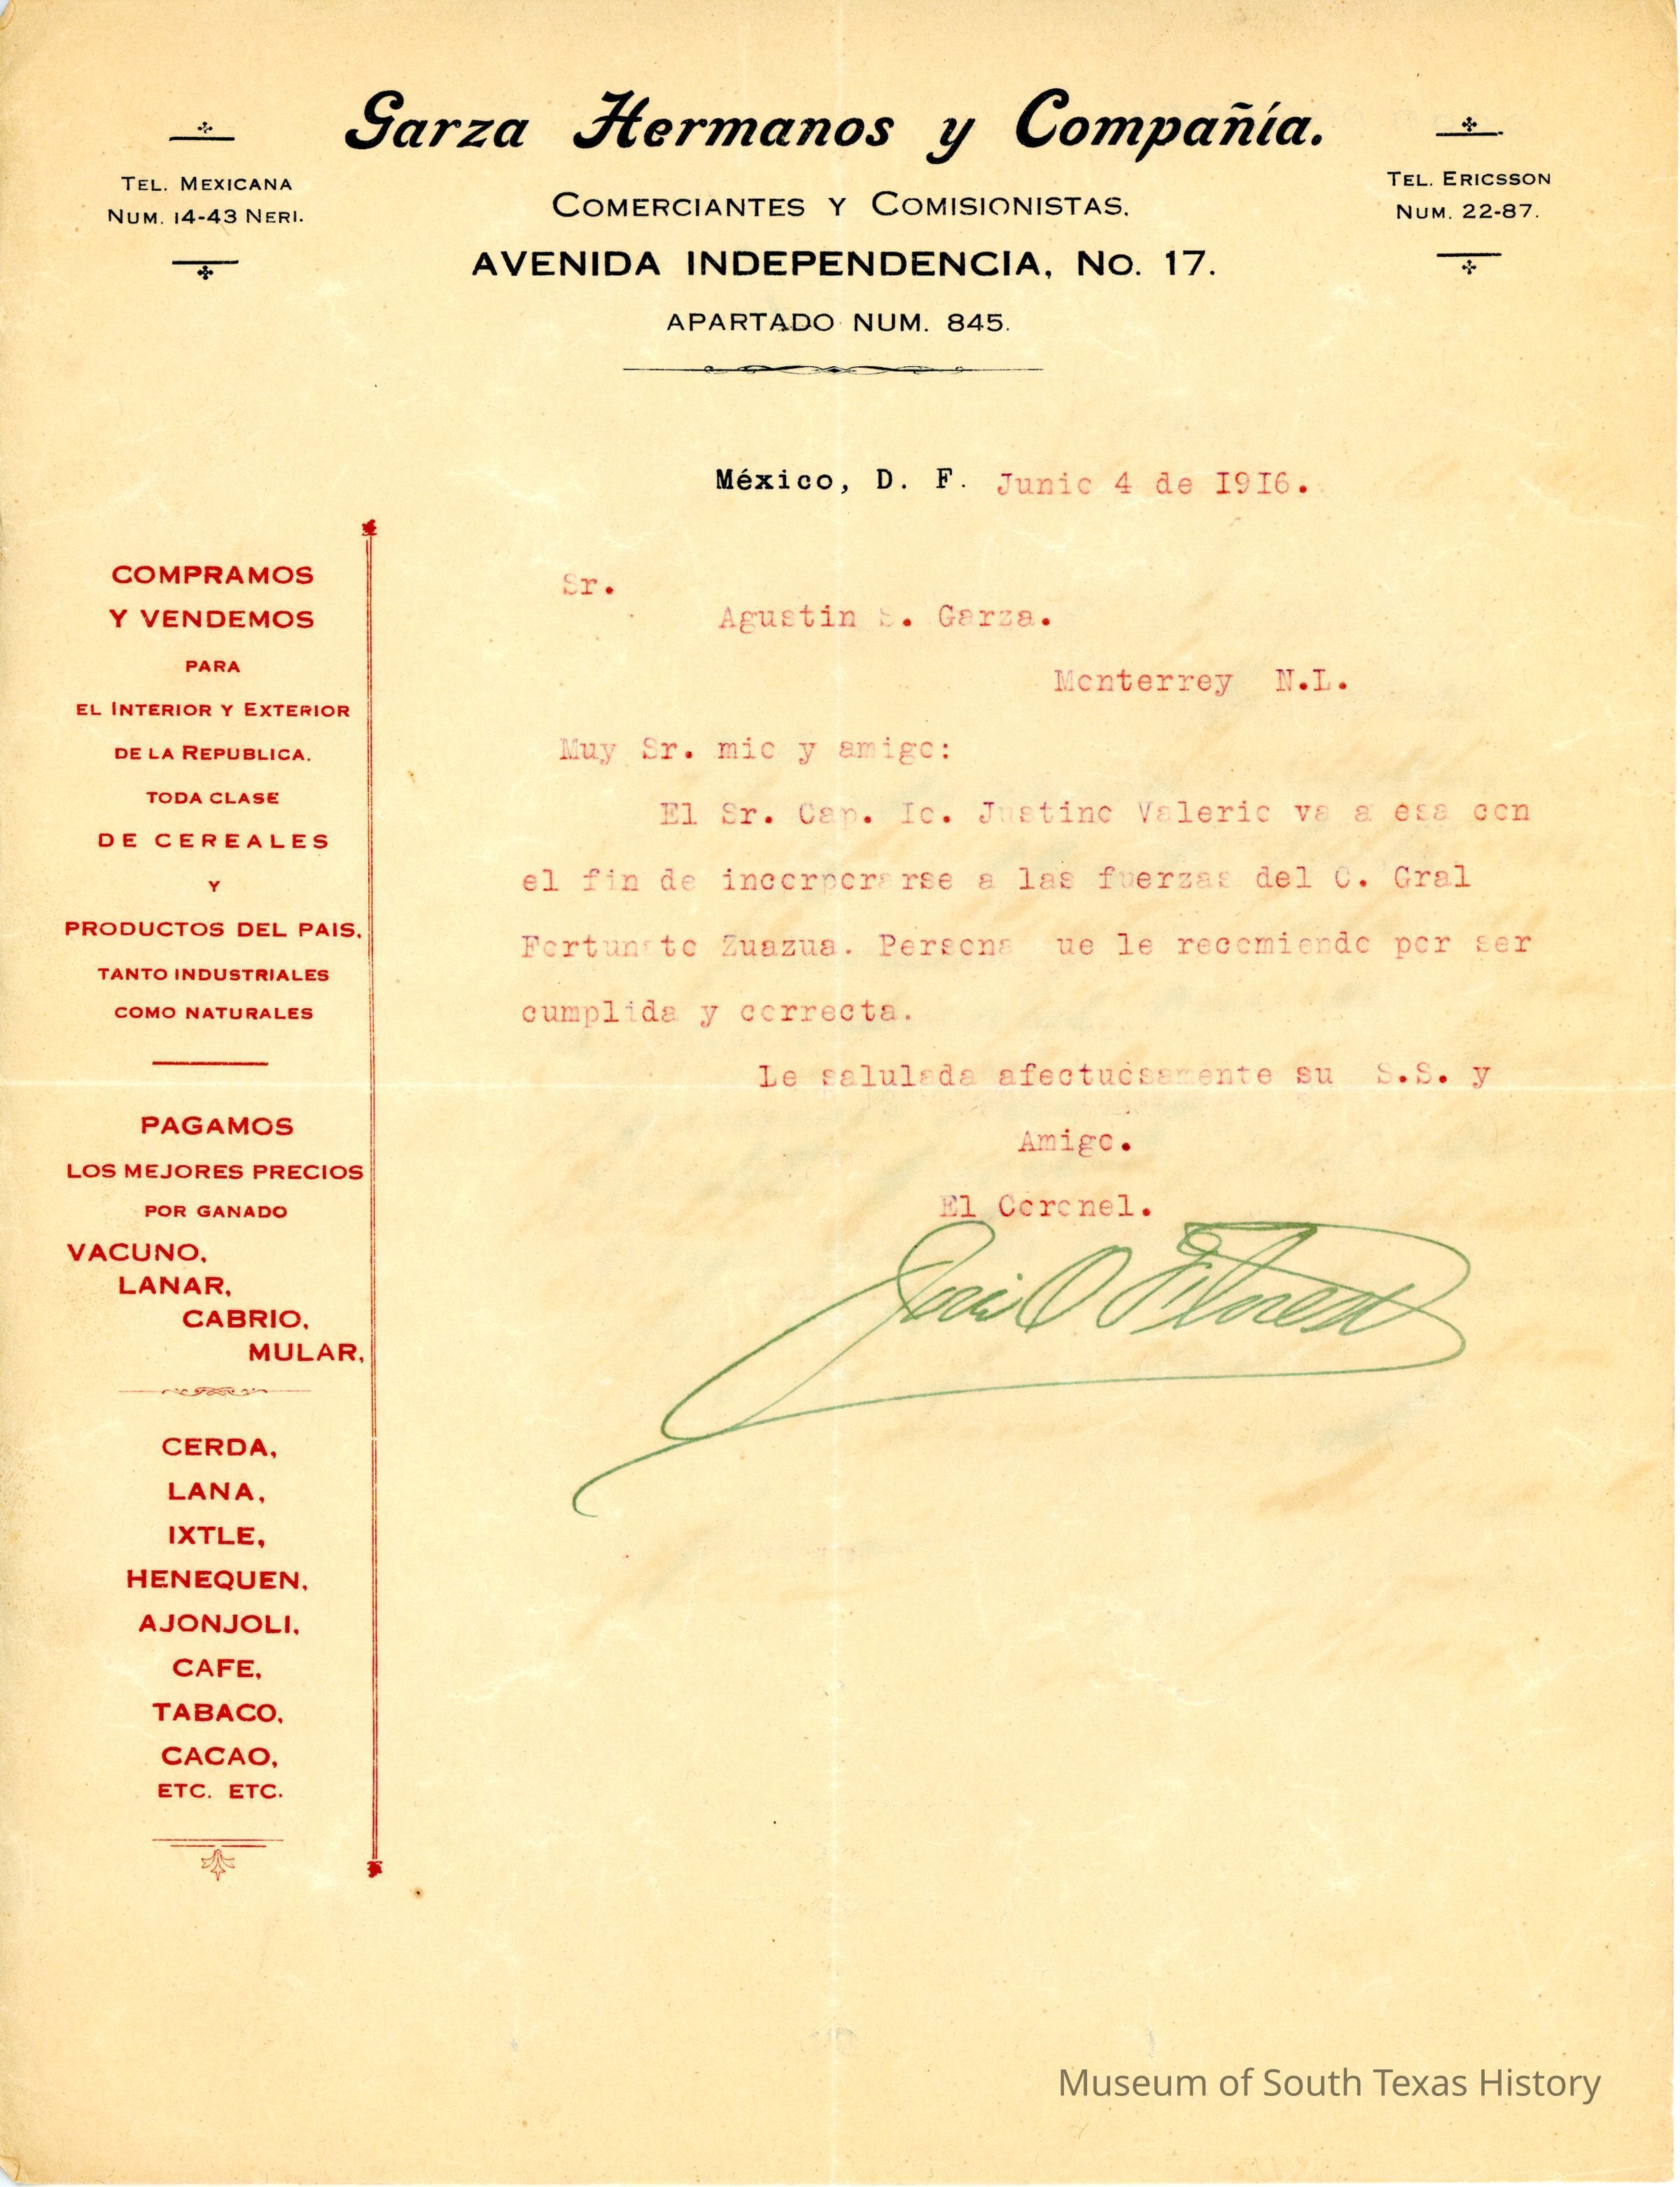 Garza Hermanos y Compañía.
TEL. MEXICANA
NUM. 14-43 NERI.
TEL. ERICSSON
NUM. 22-87.
COMERCIANTES Y COMISIONISTAS.
AVENIDA INDEPENDENCIA, No. 17.
APARTADO NUM. 845.
México, D. F. Junio 4 de 1916.
Sr.
Agustin S. Garza.
Monterrey N.L.
Muy Sr. mio y amigo:
El Sr. Cap. Io. Justino Valerio va a esa con
el fin de incorporarse a las fuerzas del C. Gral
Fortunato Zuazua. Persona ue le recomiendo por ser
cumplida y correcta.
Le salulada afectuosamente su S.S. y
Amigo.
El Coronel.
COMPRAMOS
Y VENDEMOS
PARA
EL INTERIOR Y EXTERIOR
DE LA REPUBLICA.
TODA CLASE
DE CEREALES
Y
PRODUCTOS DEL PAIS,
TANTO INDUSTRIALES
COMO NATURALES
PAGAMOS
LOS MEJORES PRECIOS
POR GANADO
VACUNO,
LANAR,
CABRIO,
MULAR,
CERDA,
LANA,
IXTLE,
HENEQUEN,
AJONJOLI,
CAFE,
TABACO,
CACAO,
ETC. ETC.
Museum of South Texas History